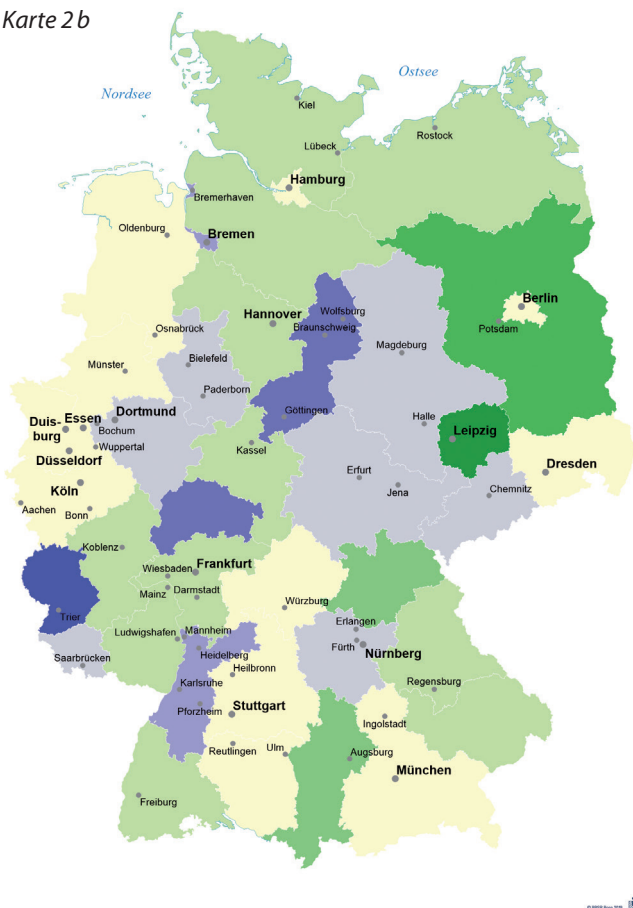 Karte 2 b
Ostsee
Nordsee
Kiel
Rostock
Lübeck
Hamburg
Bremerhaven
Oldenburg
Bremen
Berlin
Wolfsburg
Hannover
Braunschweig
Potsdam
Osnabrück
Magdeburg
Bielefeld
Münster
Paderborn
Göttingen
Dortmund
Essen
Duis-
burg
Bochum
Halle
Leipzig
Wuppertal
Kassel
Düsseldorf
Dresden
Erfurt
Köln
Jena
Chemnitz
Aachen
Bonn
Koblenz
Wiesbaden
Frankfurt
Mainz
Darmstadt
Würzburg
Trier
Erlangen
Ludwigshafen
Mannheim
Fürth
Nürnberg
Saarbrücken
Heidelberg
Heilbronn
Karlsruhe
Regensburg
Pforzheim
Stuttgart
Ingolstadt
Reutlingen
Ulm
Augsburg
München
Freiburg